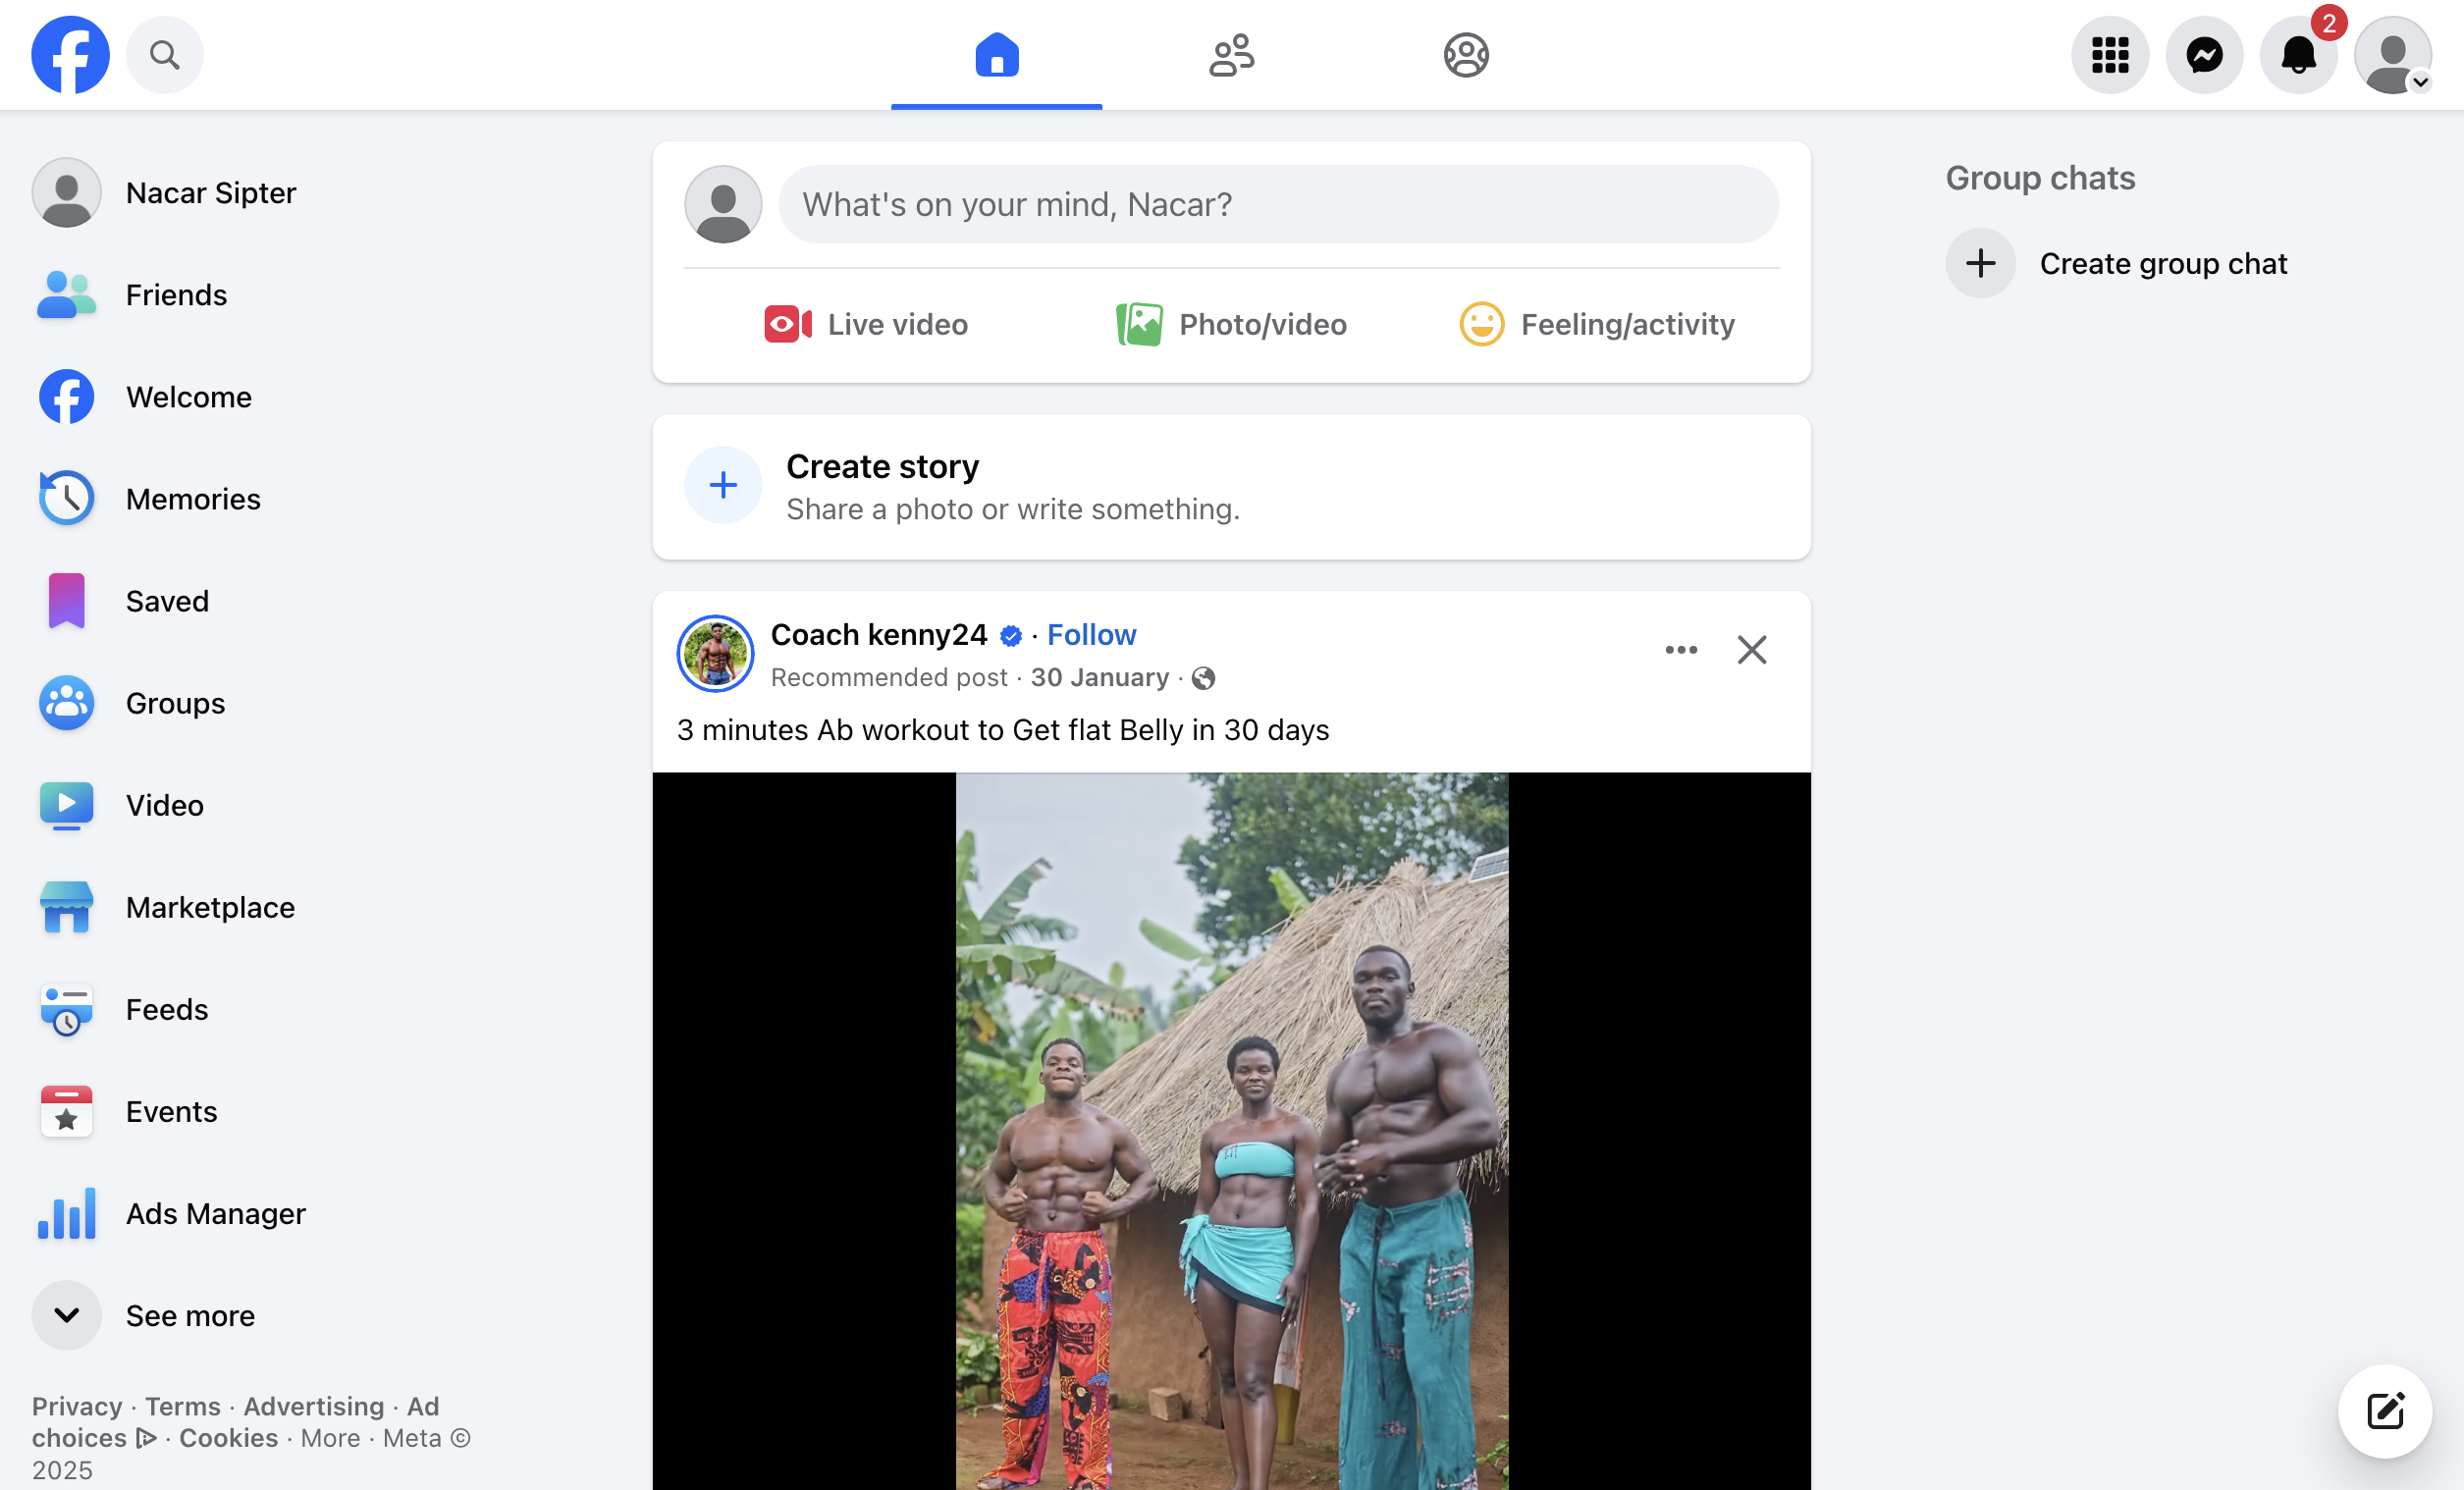 2
Nacar Sipter
Friends
Welcome
Memories
Saved
Groups
Video
Marketplace
Feeds
Events
Ads Manager
See more
Privacy · Terms · Advertising · Ad
choices · Cookies · More · Meta ©
2025
What's on your mind, Nacar?
Live video
Photo/video
Feeling/activity
Create story
Share a photo or write something.
Coach kenny24 · Follow
Recommended post · 30 January ·
3 minutes Ab workout to Get flat Belly in 30 days
Group chats
Create group chat